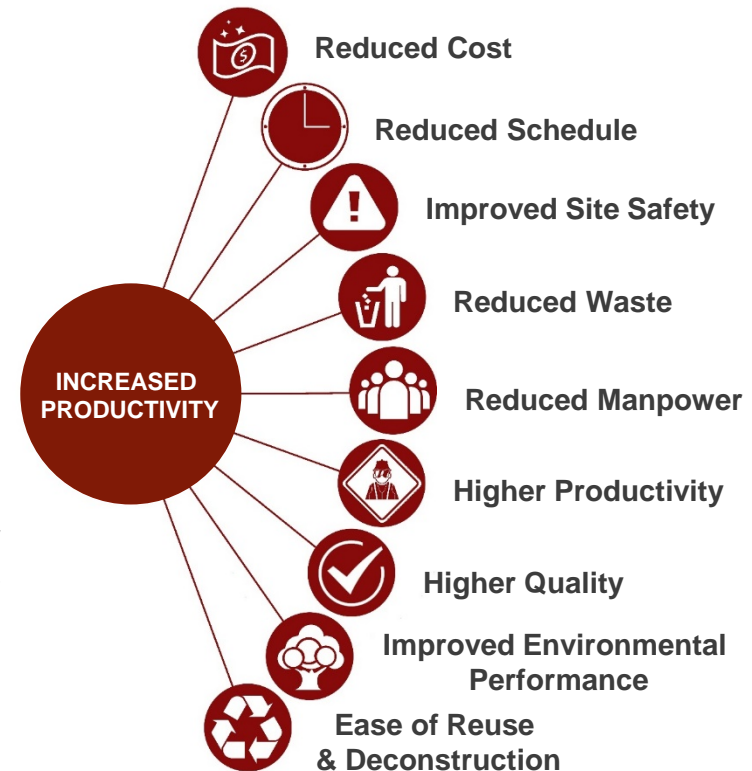 Reduced Cost
Reduced Schedule
Improved Site Safety
Reduced Waste
INCREASED
PRODUCTIVITY
Reduced Manpower
Higher Productivity
Higher Quality
Improved Environmental
Performance
Ease of Reuse
& Deconstruction
$
!